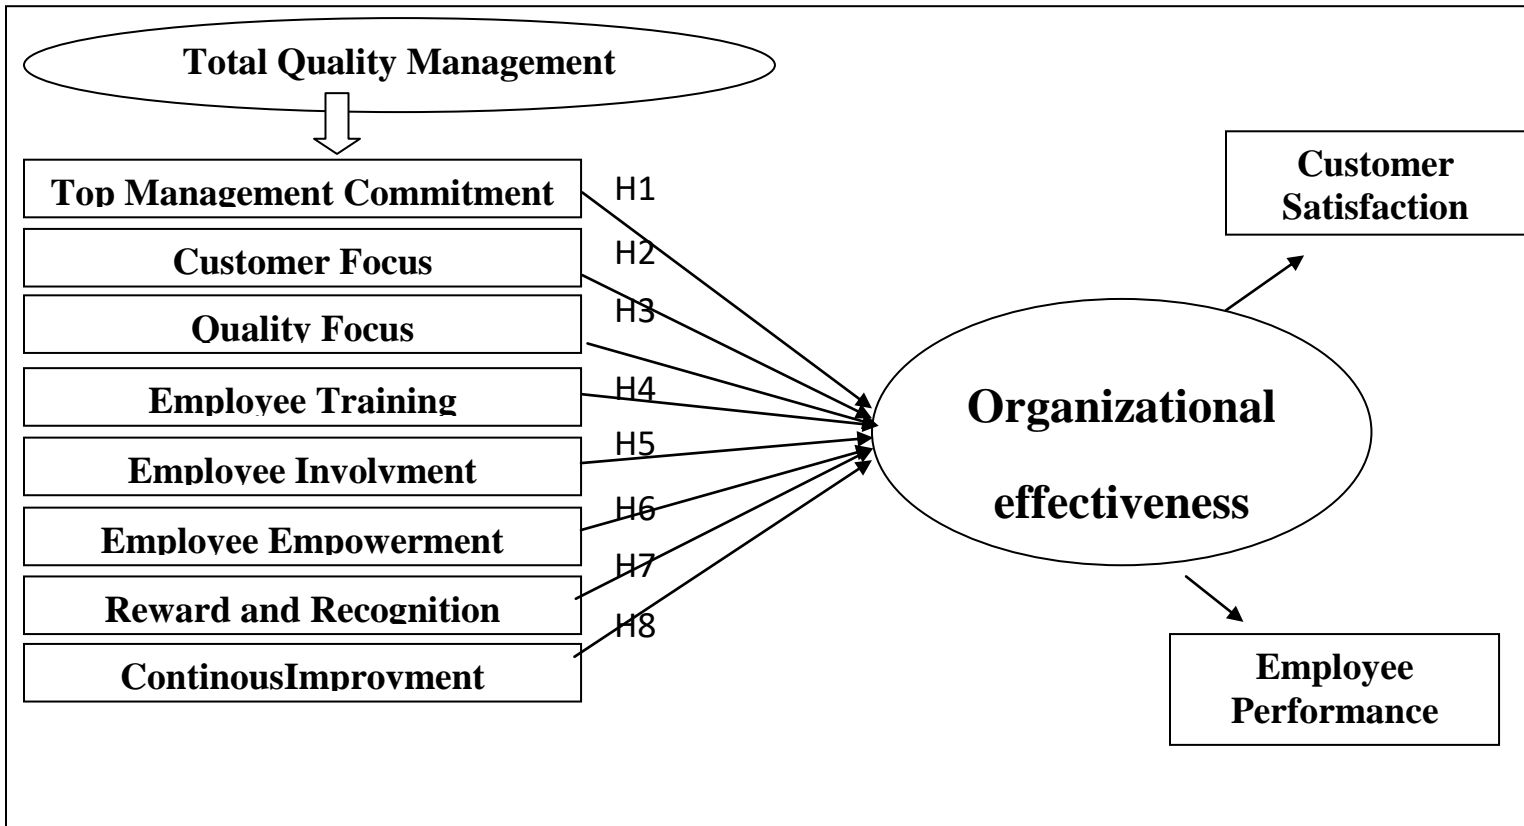 Total Quality Management
Top Management Commitment
H1
Customer Focus
H2
Quality Focus
H3
Employee Training
H4
Employee Involvment
H5
Employee Empowerment
H6
Reward and Recognition
H7
ContinousImprovment
H8
Organizational
effectiveness
Customer
Satisfaction
Employee
Performance